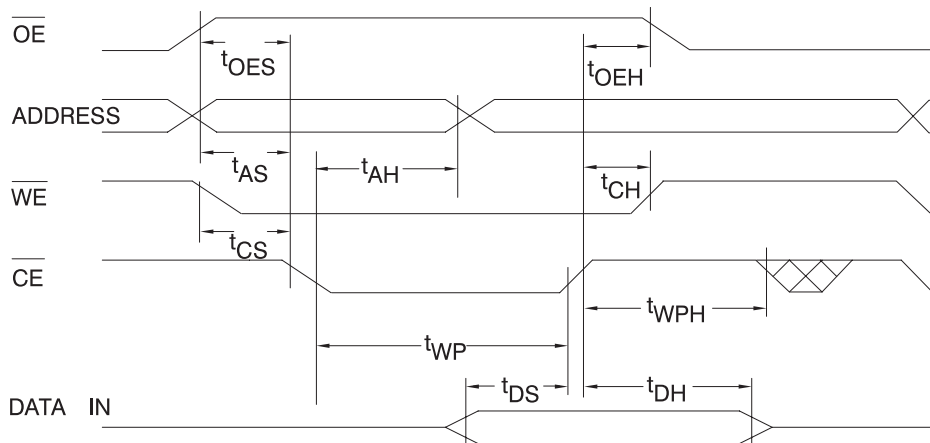 OE
tOES
tOEH
ADDRESS
tAS
tAH
tCH
WE
tCS
CE
tWPH
tWP
tDS
tDH
DATA IN